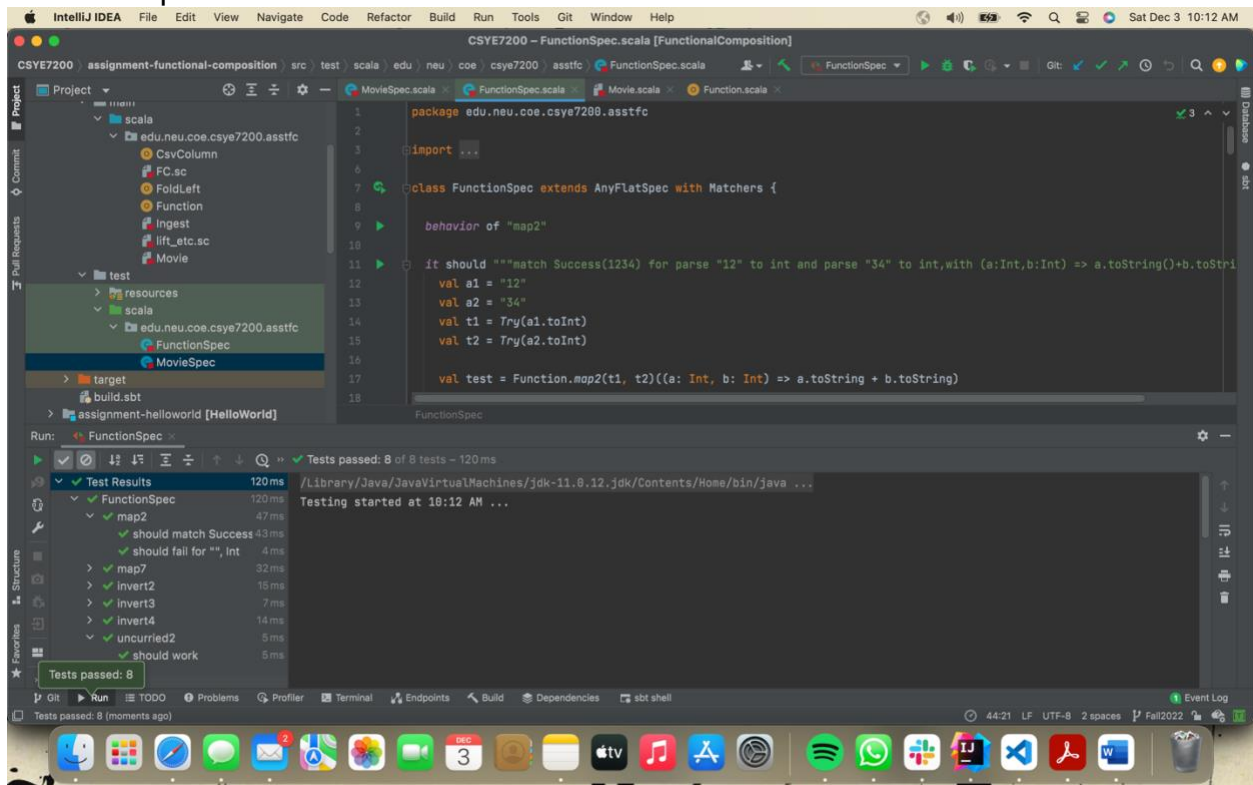 IntelliJ IDEA File Edit View Navigate Code Refactor Build Run Tools Git Window Help Sat Dec 3 10:12 AM
CSYE7200 – FunctionSpec.scala [FunctionalComposition]
CSYE7200 assignment-functional-composition src test scala edu neu coe csye7200 asstfc FunctionSpec.scala FunctionSpec Git:
Project
MovieSpec.scala FunctionSpec.scala Movie.scala Function.scala
main
scala
edu.neu.coe.csye7200.asstfc
CsvColumn
FC.sc
FoldLeft
Function
Ingest
lift_etc.sc
Movie
test
resources
scala
edu.neu.coe.csye7200.asstfc
FunctionSpec
MovieSpec
target
build.sbt
assignment-helloworld [HelloWorld]
1 package edu.neu.coe.csye7200.asstfc
2
3 import ...
6
7 class FunctionSpec extends AnyFlatSpec with Matchers {
8
9 behavior of "map2"
10
11 it should """match Success(1234) for parse "12" to int and parse "34" to int,with (a:Int,b:Int) => a.toString()+b.toStri
12 val a1 = "12"
13 val a2 = "34"
14 val t1 = Try(a1.toInt)
15 val t2 = Try(a2.toInt)
16
17 val test = Function.map2(t1, t2)((a: Int, b: Int) => a.toString + b.toString)
18
FunctionSpec
3
Project
Commit
Pull Requests
Structure
Favorites
Database
sbt
Run: FunctionSpec
Tests passed: 8 of 8 tests – 120 ms
Test Results 120 ms
FunctionSpec 120 ms
map2 47 ms
should match Success 43 ms
should fail for "", Int 4 ms
map7 32 ms
invert2 15 ms
invert3 7 ms
invert4 14 ms
uncurried2 5 ms
should work 5 ms
/Library/Java/JavaVirtualMachines/jdk-11.0.12.jdk/Contents/Home/bin/java ...
Testing started at 10:12 AM ...
Tests passed: 8
Git Run TODO Problems Profiler Terminal Endpoints Build Dependencies sbt shell 1 Event Log
Tests passed: 8 (moments ago) 44:21 LF UTF-8 2 spaces Fall2022
2
DEC
3
tv
IJ
W